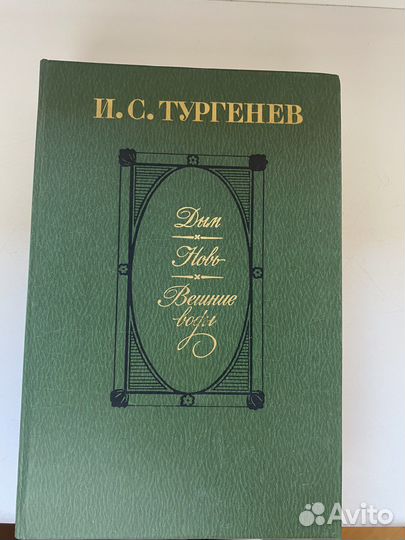 И. С. ТУРГЕНЕВ
Дым
Новь
Вешние
воды
Avito